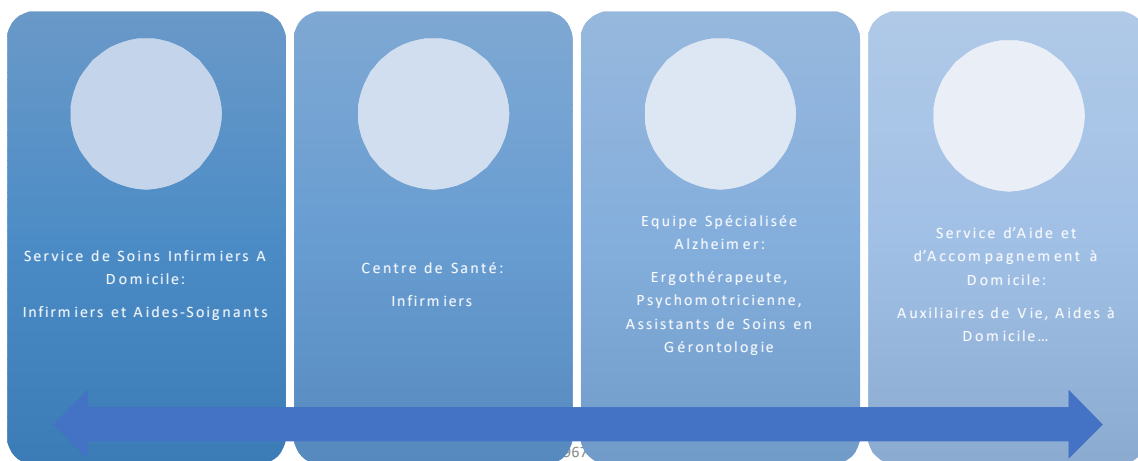 Service de Soins Infirmiers A
Domicile:
Infirmiers et Aides-Soignants
Centre de Santé:
Infirmiers
Equipe Spécialisée
Alzheimer:
Ergothérapeute,
Psychomotricienne,
Assistants de Soins en
Gérontologie
Service d’Aide et
d’Accompagnement à
Domicile:
Auxiliaires de Vie, Aides à
Domicile…